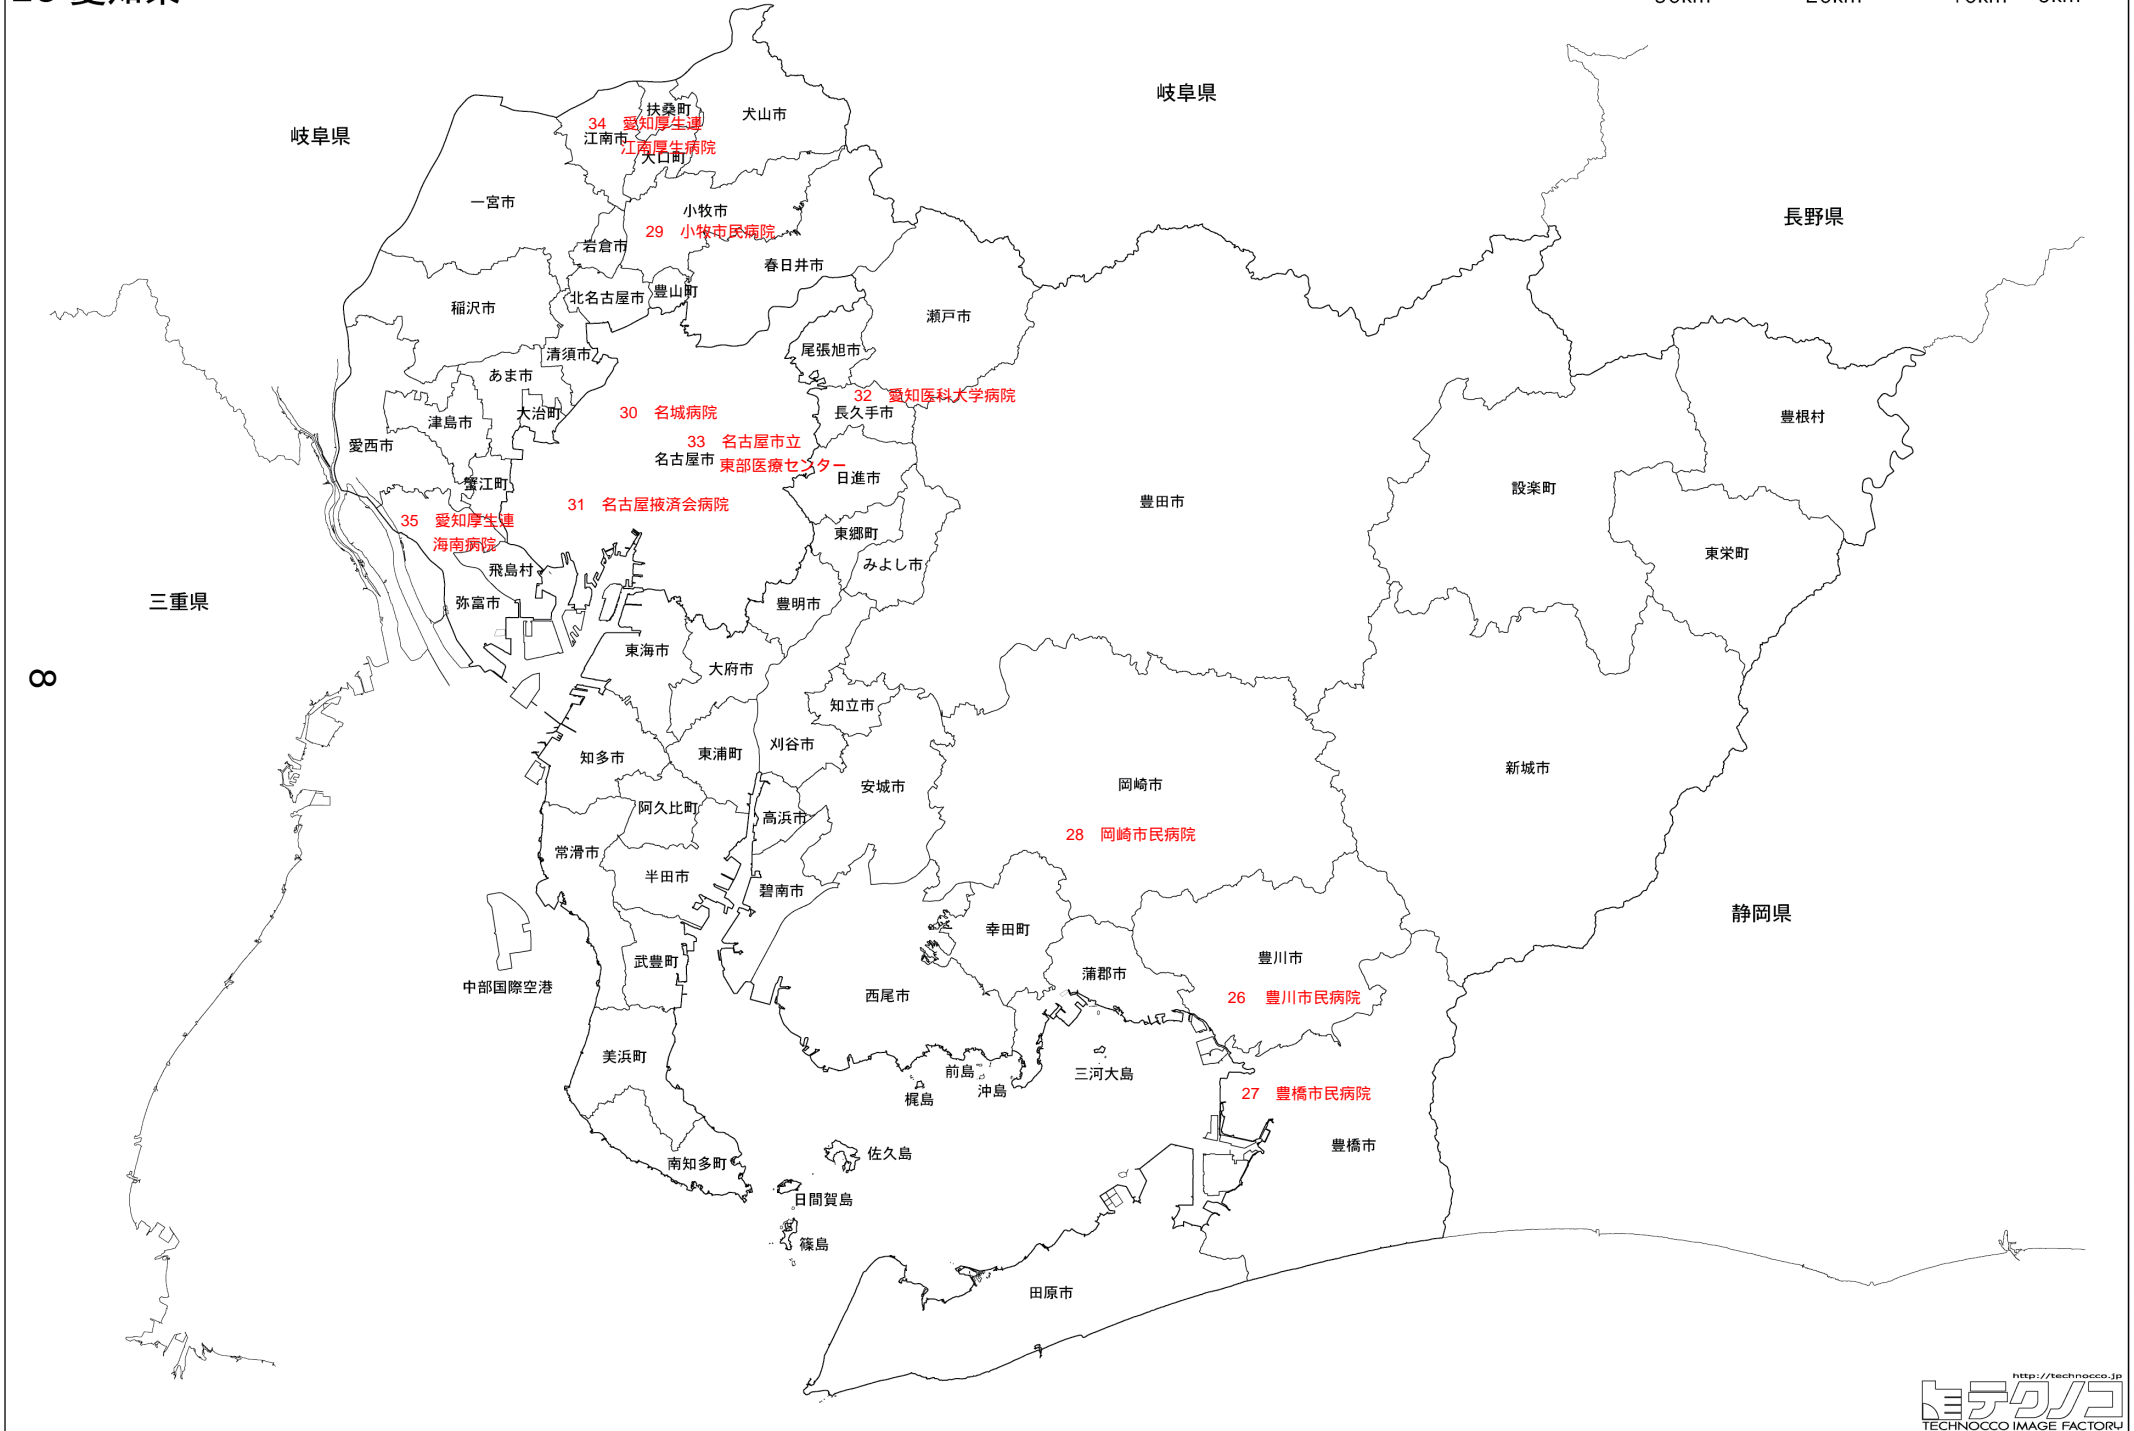 岐阜県
岐阜県
長野県
三重県
静岡県
扶桑町
犬山市
34 愛知厚生連
江南市
江南厚生病院
大口町
一宮市
小牧市
29 小牧市民病院
岩倉市
春日井市
北名古屋市
豊山町
稲沢市
瀬戸市
清須市
尾張旭市
あま市
32 愛知医科大学病院
大治町
30 名城病院
長久手市
津島市
豊根村
33 名古屋市立
愛西市
名古屋市
東部医療センター
日進市
蟹江町
設楽町
豊田市
31 名古屋掖済会病院
35 愛知厚生連
海南病院
東郷町
東栄町
みよし市
飛島村
弥富市
豊明市
東海市
大府市
8
知立市
刈谷市
東浦町
知多市
新城市
安城市
岡崎市
阿久比町
高浜市
28 岡崎市民病院
常滑市
半田市
碧南市
幸田町
豊川市
武豊町
蒲郡市
中部国際空港
西尾市
26 豊川市民病院
美浜町
前島
三河大島
沖島
梶島
27 豊橋市民病院
豊橋市
佐久島
南知多町
日間賀島
篠島
田原市
http://technocco.jp
テクノコ
TECHNOCCO IMAGE FACTORY